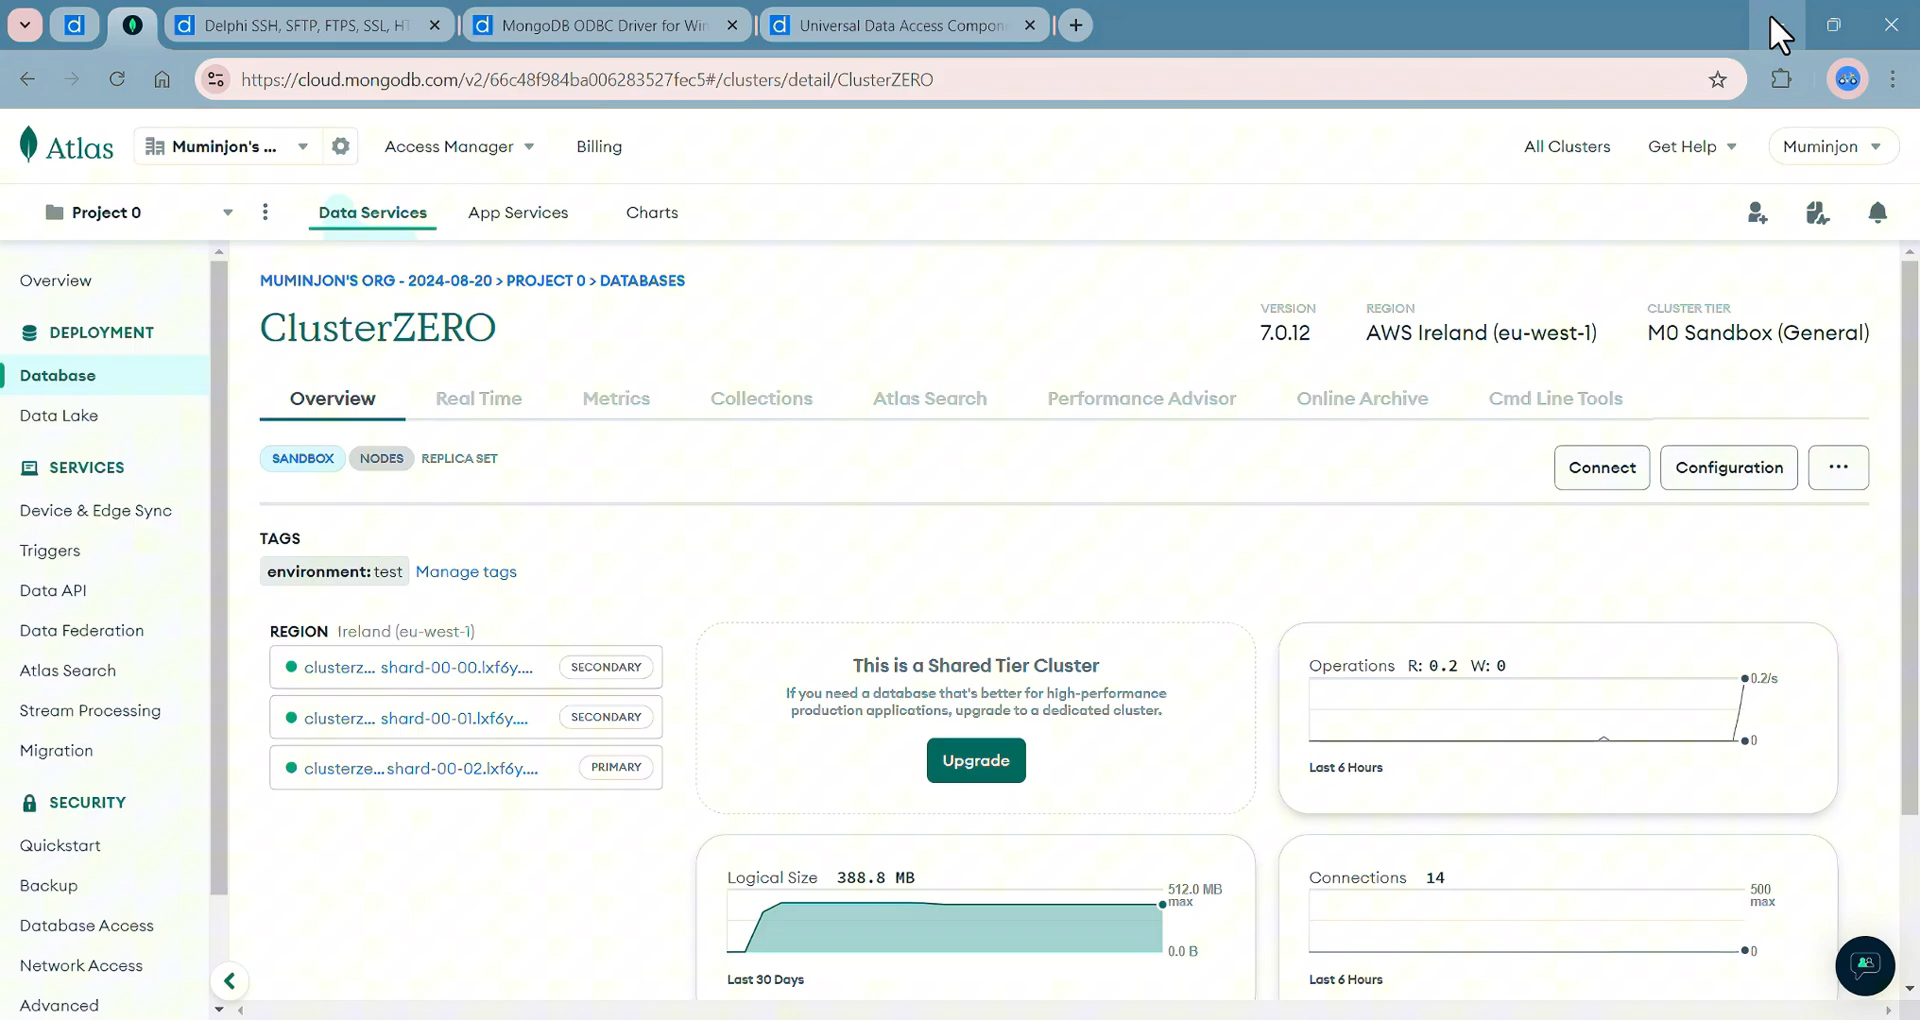 Delphi SSH, SFTP, FTPS, SSL, HT
MongoDB ODBC Driver for Win
Universal Data Access Compon
https://cloud.mongodb.com/v2/66c48f984ba006283527fec5#/clusters/detail/ClusterZERO
Atlas
Muminjon's ...
Access Manager
Billing
All Clusters
Get Help
Muminjon
Project 0
Data Services
App Services
Charts
Overview
DEPLOYMENT
Database
Data Lake
SERVICES
Device & Edge Sync
Triggers
Data API
Data Federation
Atlas Search
Stream Processing
Migration
SECURITY
Quickstart
Backup
Database Access
Network Access
Advanced
MUMINJON'S ORG - 2024-08-20 > PROJECT 0 > DATABASES
ClusterZERO
VERSION
7.0.12
REGION
AWS Ireland (eu-west-1)
CLUSTER TIER
M0 Sandbox (General)
Overview
Real Time
Metrics
Collections
Atlas Search
Performance Advisor
Online Archive
Cmd Line Tools
SANDBOX
NODES
REPLICA SET
Connect
Configuration
...
TAGS
environment: test
Manage tags
REGION Ireland (eu-west-1)
clusterz... shard-00-00.lxf6y.... SECONDARY
clusterz... shard-00-01.lxf6y.... SECONDARY
clusterze... shard-00-02.lxf6y.... PRIMARY
This is a Shared Tier Cluster
If you need a database that's better for high-performance
production applications, upgrade to a dedicated cluster.
Upgrade
Operations R: 0.2 W: 0
0.2/s
0
Last 6 Hours
Logical Size 388.8 MB
512.0 MB
max
0.0 B
Last 30 Days
Connections 14
500
max
0
Last 6 Hours